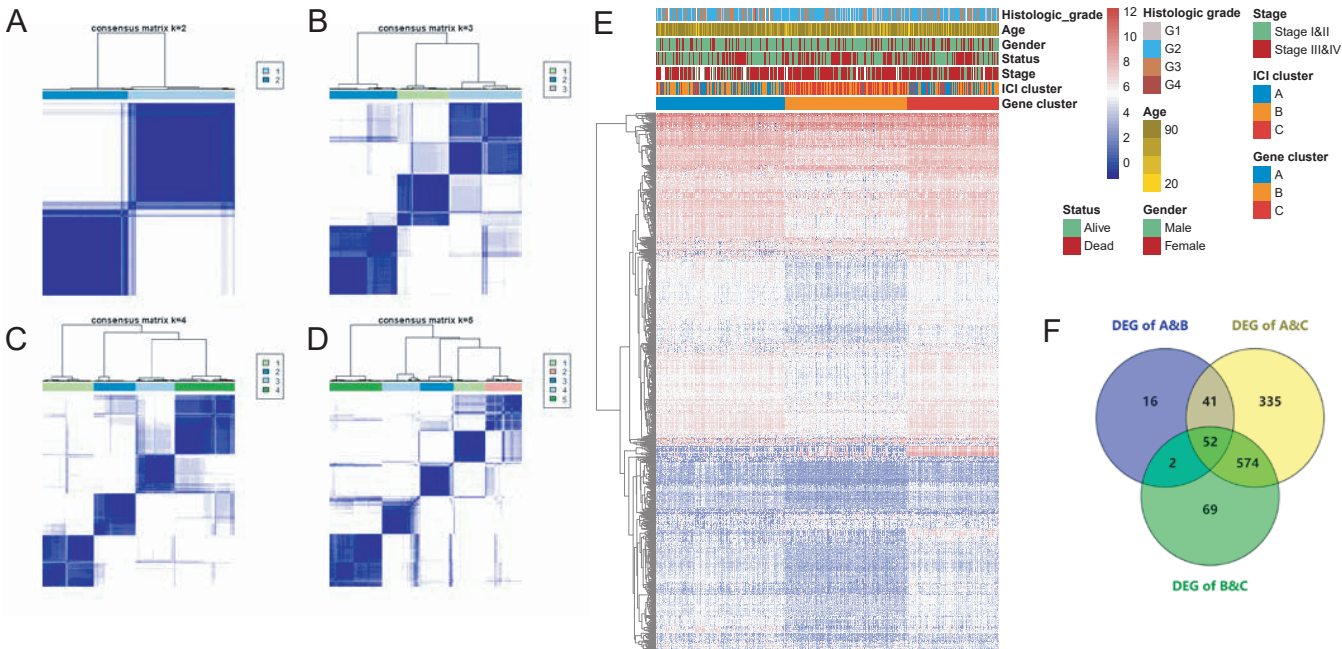 A
consensus matrix k=2
1
2
B
consensus matrix k=3
1
2
3
C
consensus matrix k=4
1
2
3
4
D
consensus matrix k=5
1
2
3
4
5
E
Histologic_grade
Age
Gender
Status
Stage
ICI cluster
Gene cluster
12
10
8
6
4
2
0
Histologic grade
G1
G2
G3
G4
Age
90
20
Stage
Stage I&II
Stage III&IV
ICI cluster
A
B
C
Gene cluster
A
B
C
Status
Alive
Dead
Gender
Male
Female
F
DEG of A&B
DEG of A&C
16
41
335
52
2
574
69
DEG of B&C